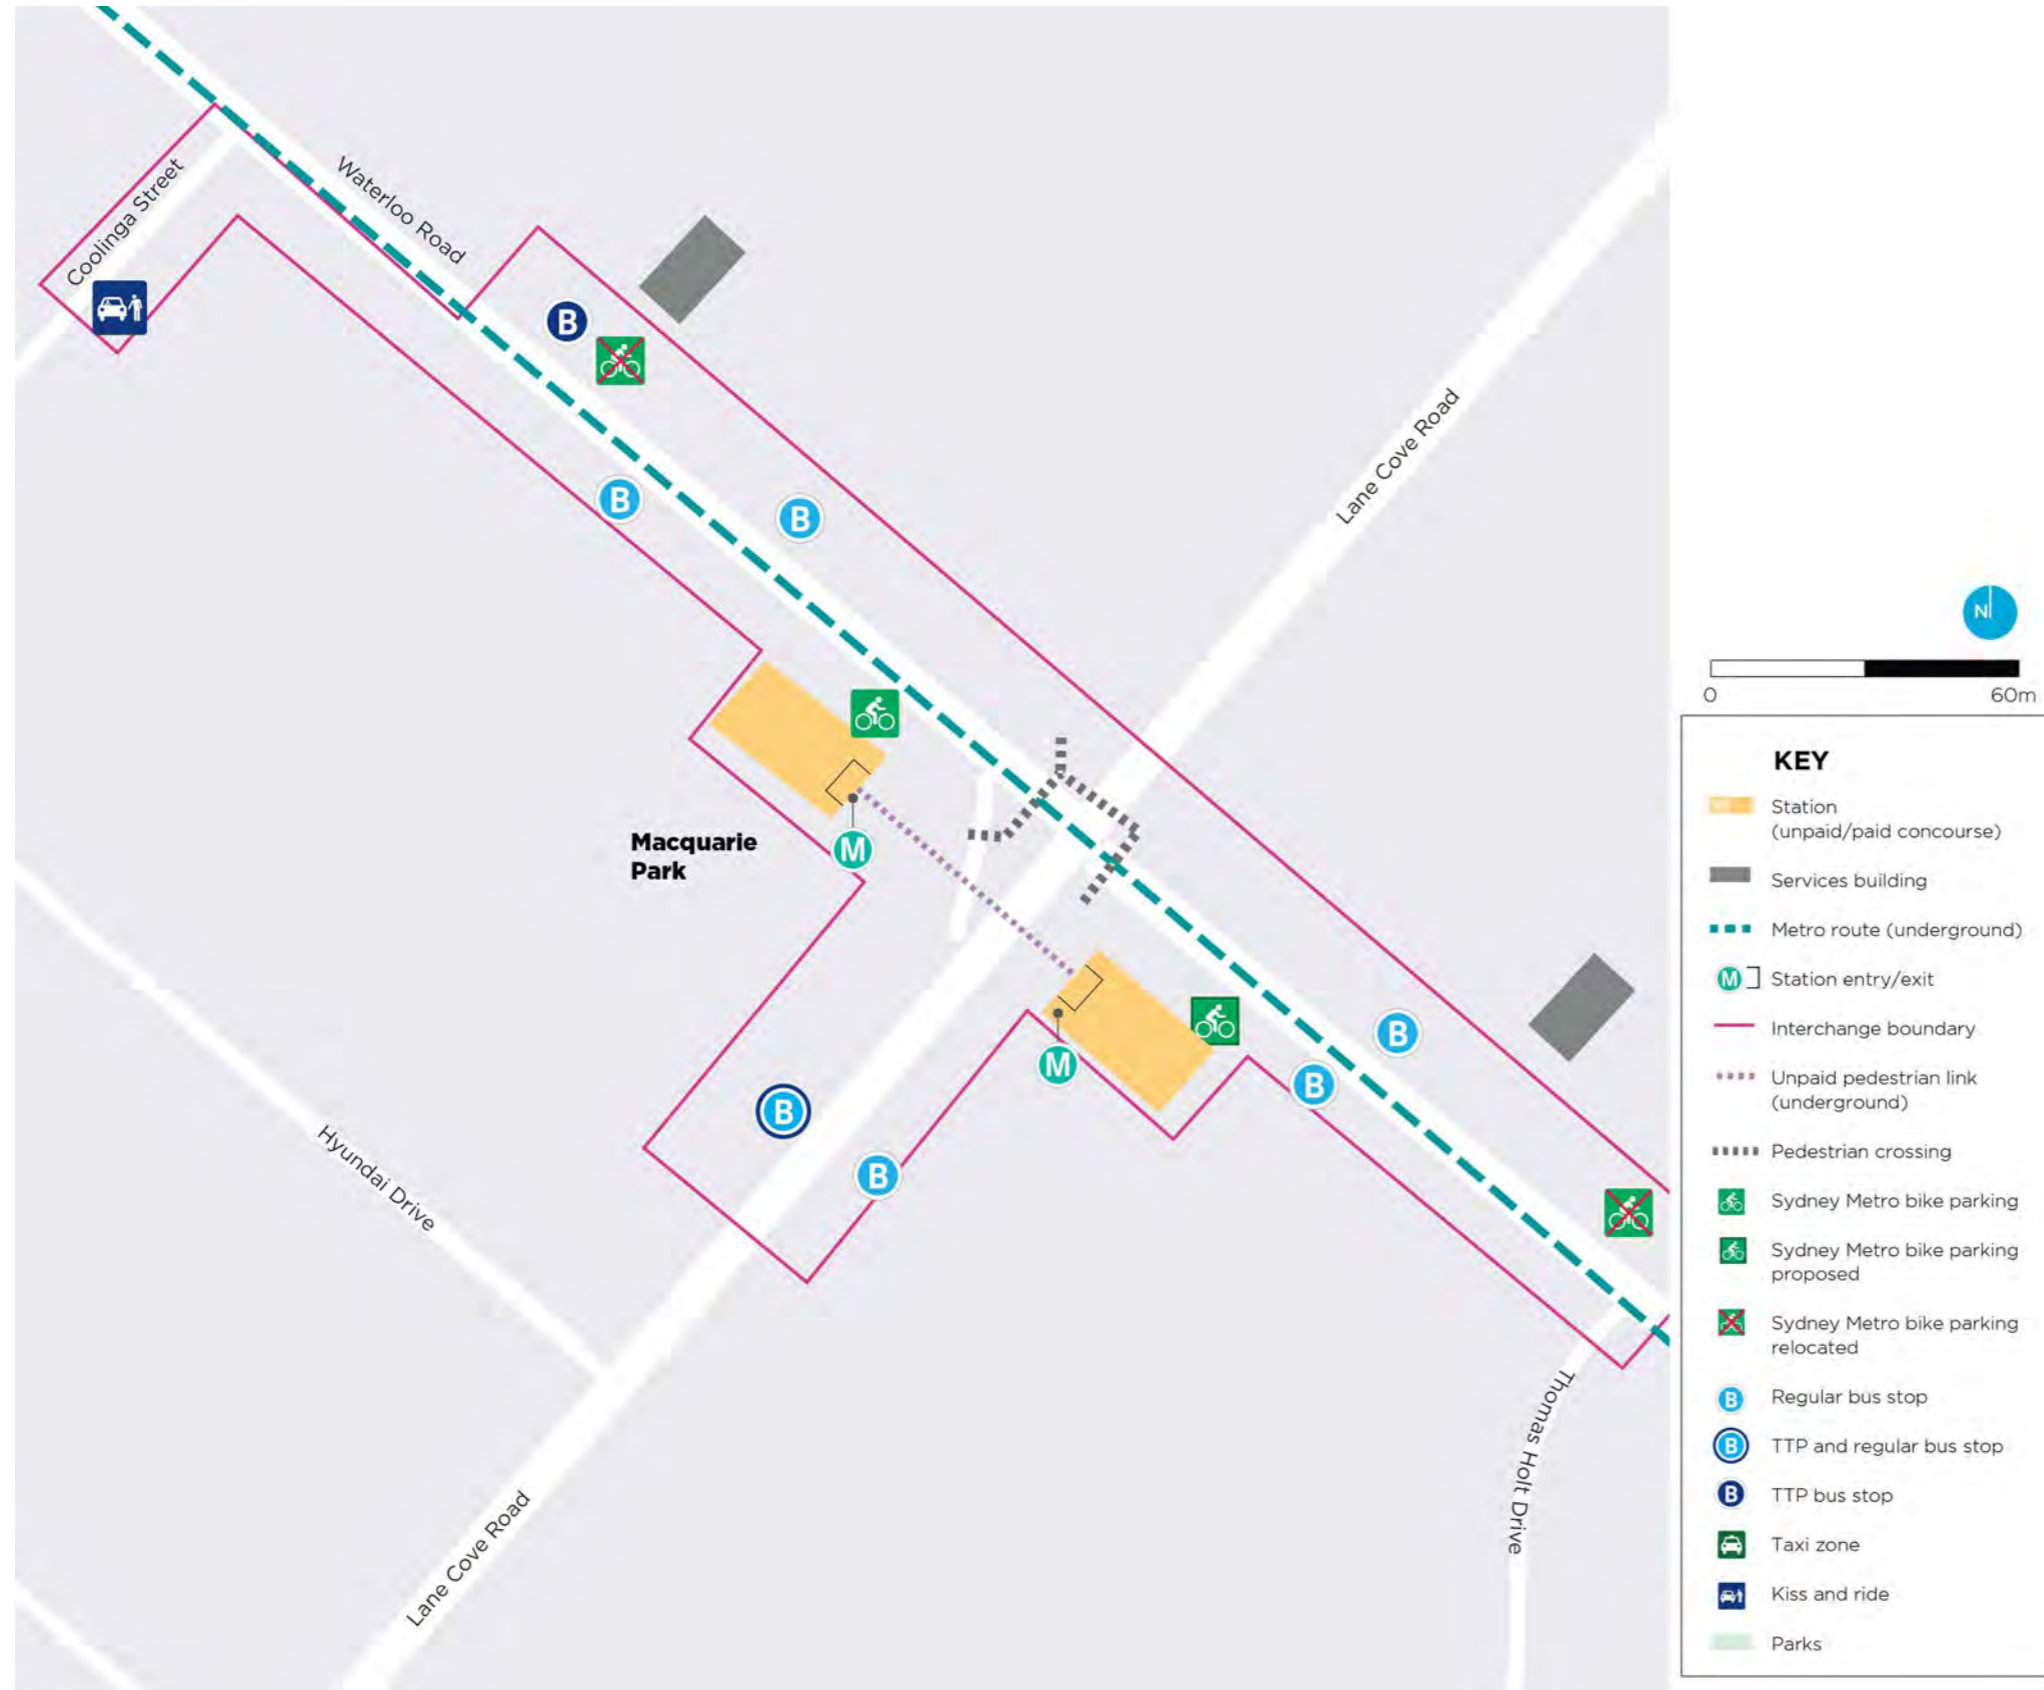 Coolinga Street
Waterloo Road
B
B
B
Lane Cove Road
Macquarie
Park
M
M
B
B
B
B
Hyundai Drive
Lane Cove Road
Thomas Holt Drive
N
0
60m
KEY
Station
(unpaid/paid concourse)
Services building
Metro route (underground)
M
Station entry/exit
Interchange boundary
Unpaid pedestrian link
(underground)
Pedestrian crossing
Sydney Metro bike parking
Sydney Metro bike parking
proposed
Sydney Metro bike parking
relocated
B
Regular bus stop
B
TTP and regular bus stop
B
TTP bus stop
Taxi zone
Kiss and ride
Parks